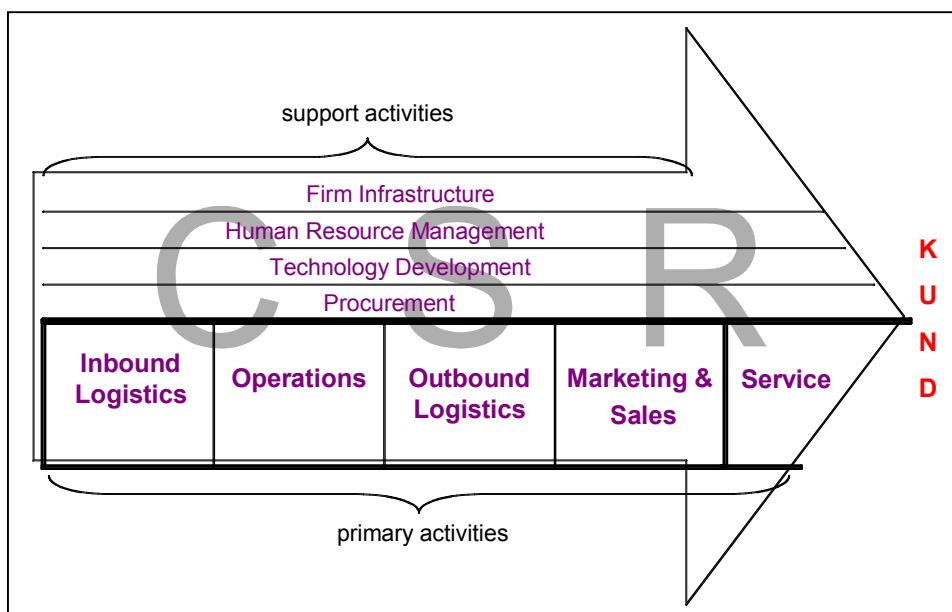 support activities
Firm Infrastructure
Human Resource Management
Technology Development
Procurement
C S R
Inbound
Logistics
Operations
Outbound
Logistics
Marketing &
Sales
Service
primary activities
K
U
N
D